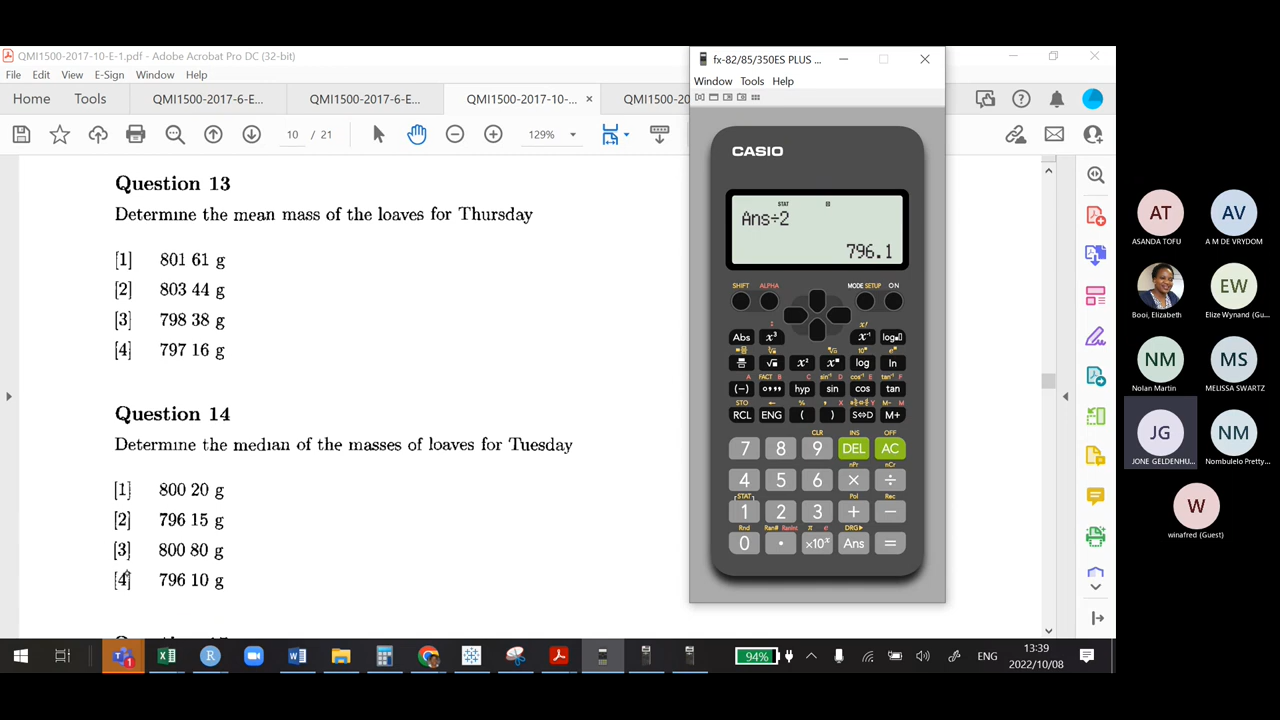 QMI1500-2017-10-E-1.pdf - Adobe Acrobat Pro DC (32-bit)
File Edit View E-Sign Window Help
Home Tools QMI1500-2017-6-E... QMI1500-2017-6-E... QMI1500-2017-10-... × QMI1500-20
10 / 21 129%
Question 13
Determine the mean mass of the loaves for Thursday
[1] 801 61 g
[2] 803 44 g
[3] 798 38 g
[4] 797 16 g
Question 14
Determine the median of the masses of loaves for Tuesday
[1] 800 20 g
[2] 796 15 g
[3] 800 80 g
[4] 796 10 g
fx-82/85/350ES PLUS ...
Window Tools Help
CASIO
STAT D
Ans÷2
796.1
SHIFT ALPHA MODE SETUP ON
Abs x³ x⁻¹ log
√ x² log ln
(−) hyp sin cos tan
RCL ENG ( ) S⇔D M+
7 8 9 DEL AC
4 5 6 × ÷
1 2 3 + −
0 . ×10ˣ Ans =
AT AV
ASANDA TOFU A M DE VRYDOM
EW
Booi, Elizabeth Elize Wynand (Gu...
NM MS
Nolan Martin MELISSA SWARTZ
JG NM
JONE GELDENHU... Nombulelo Pretty...
W
winafred (Guest)
94% ENG 13:39
2022/10/08